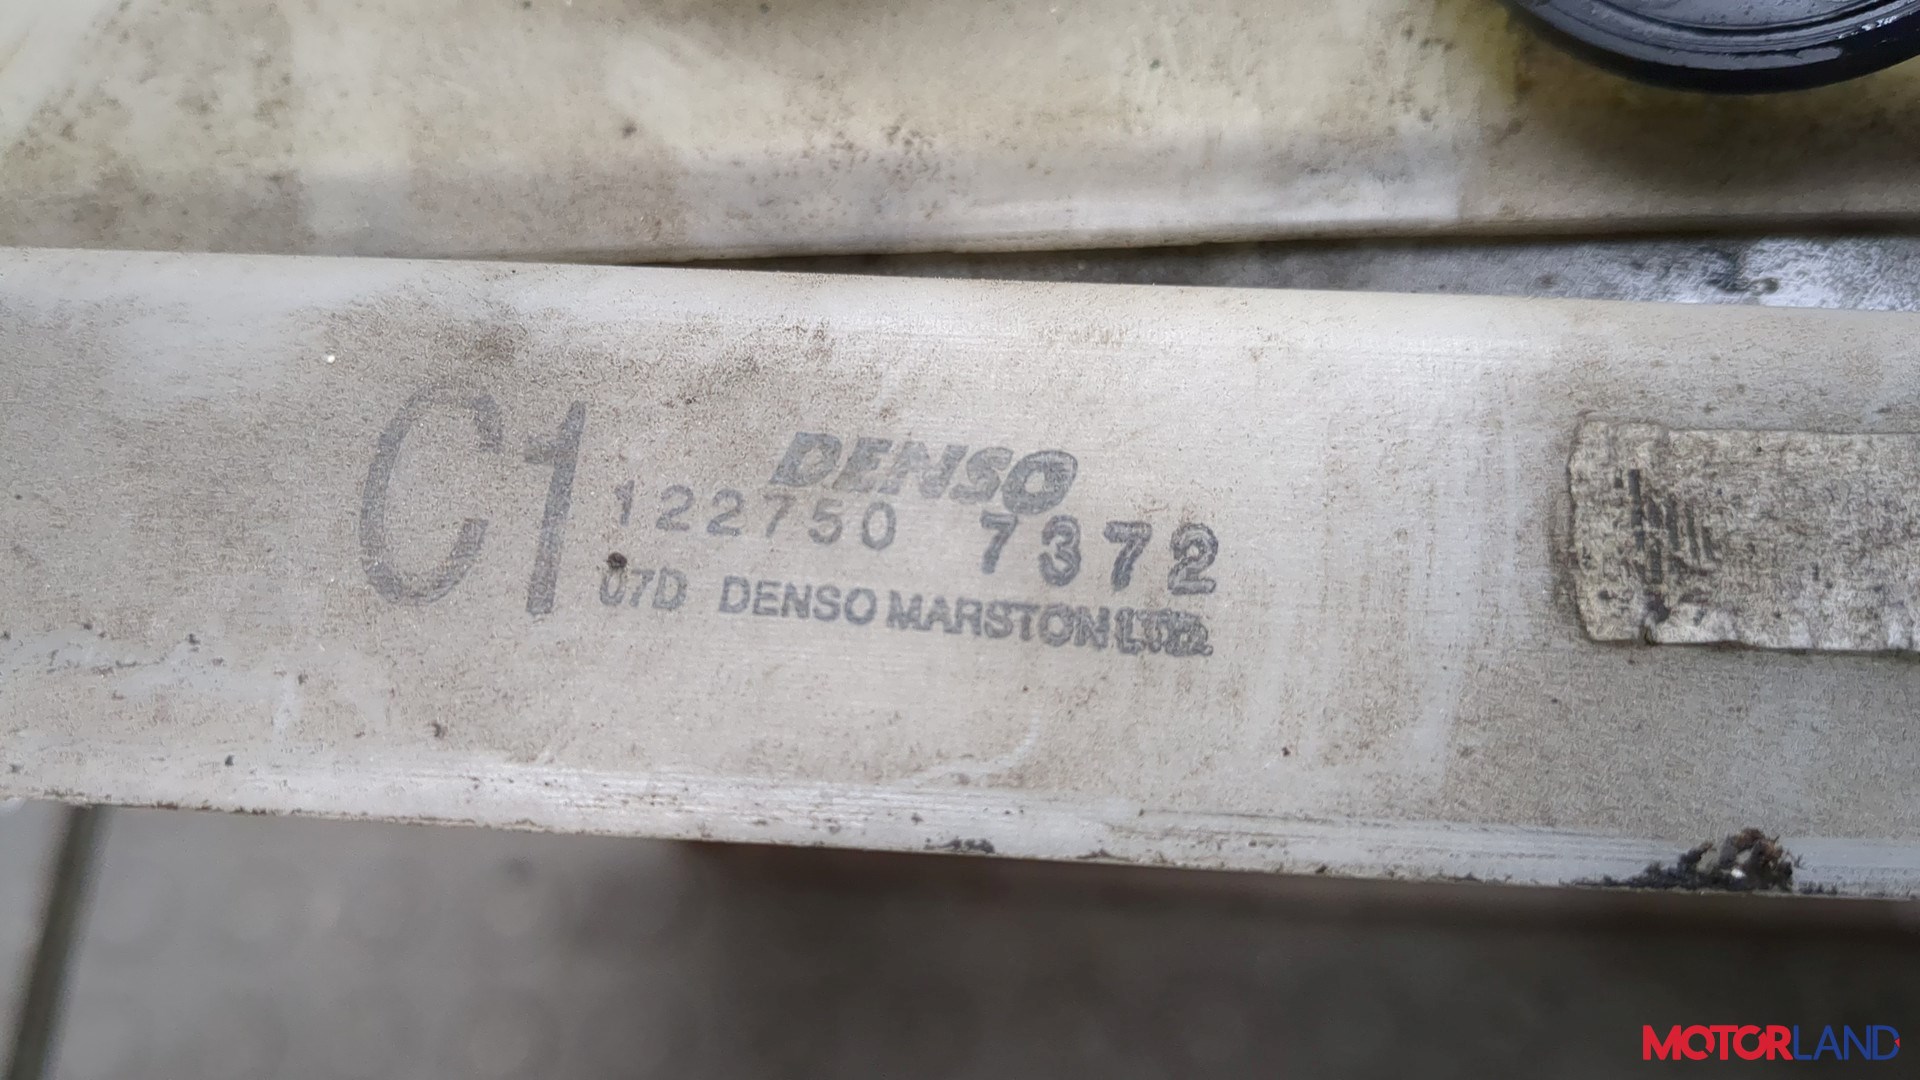 C1
DENSO
122750 7372
07D DENSO MARSTON LTD.
MOTORLAND